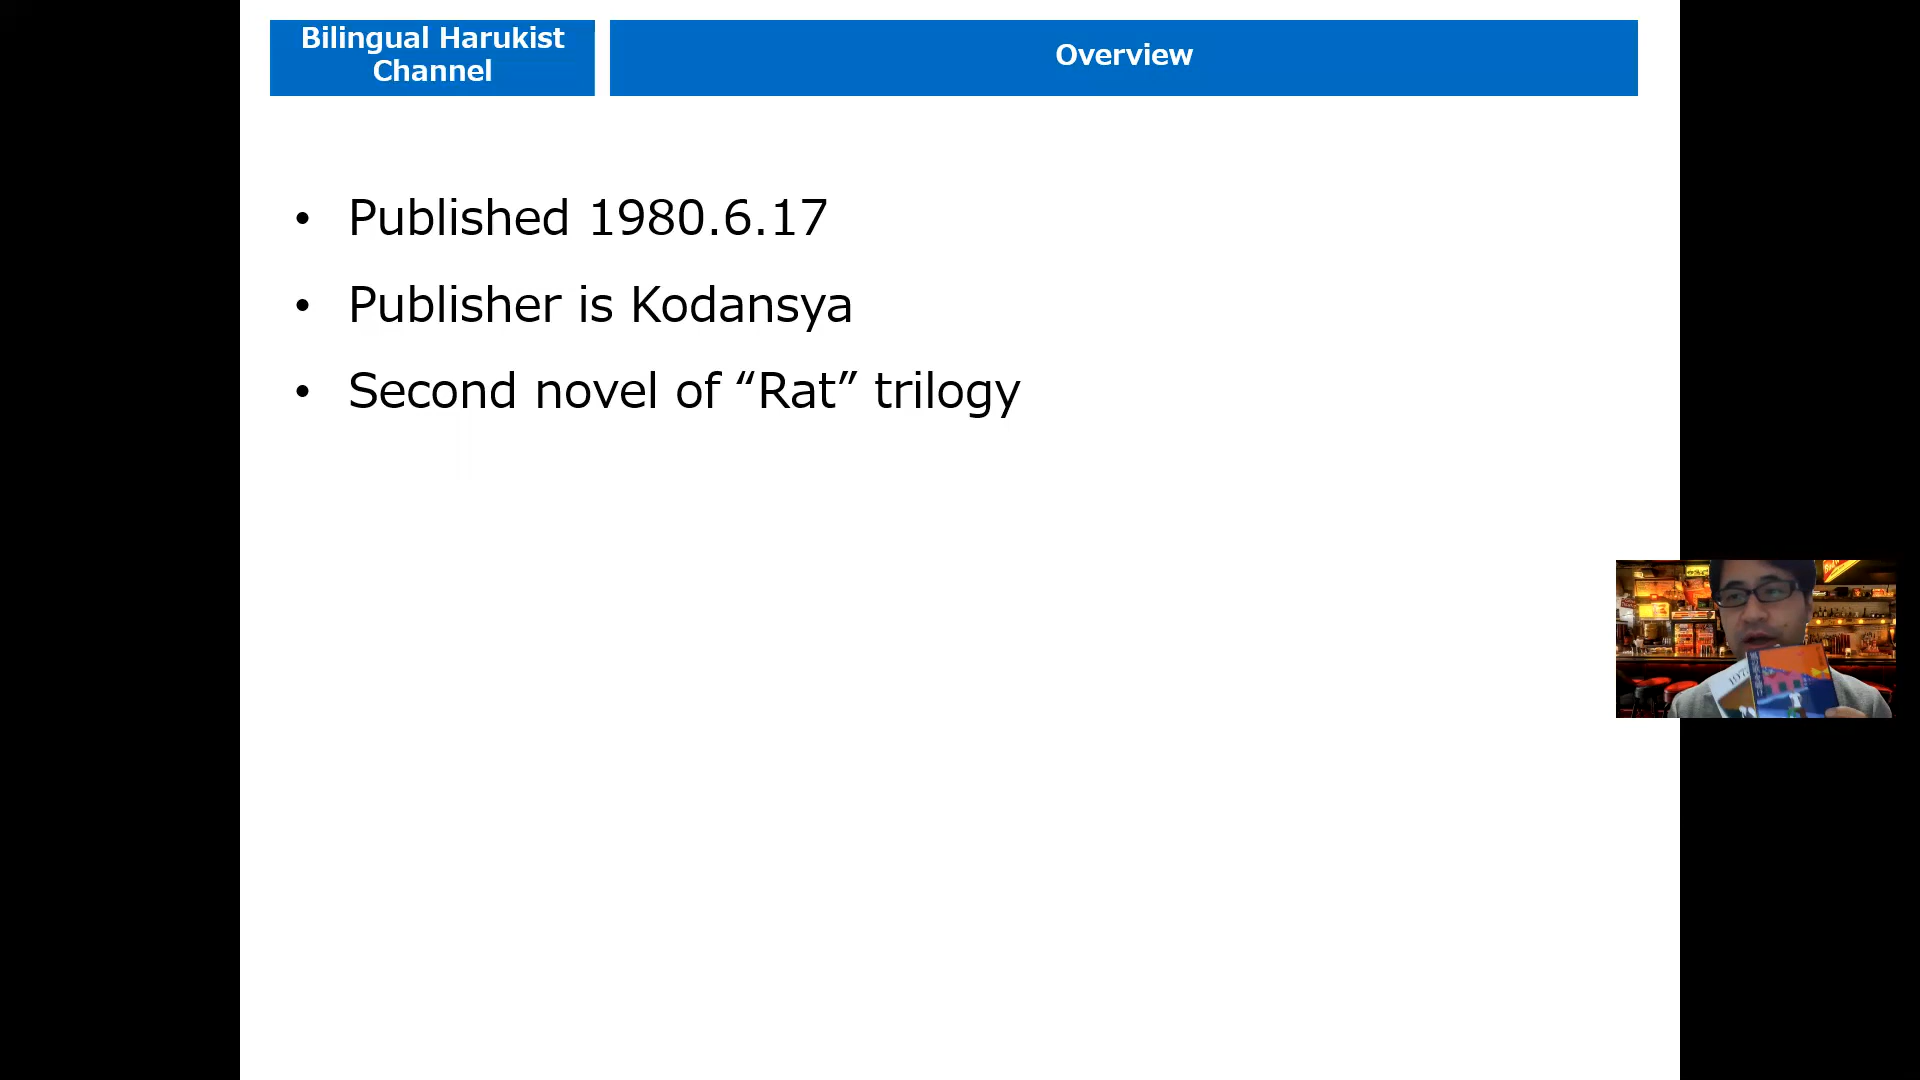 Bilingual Harukist
Channel
Overview
• Published 1980.6.17
• Publisher is Kodansya
• Second novel of “Rat” trilogy